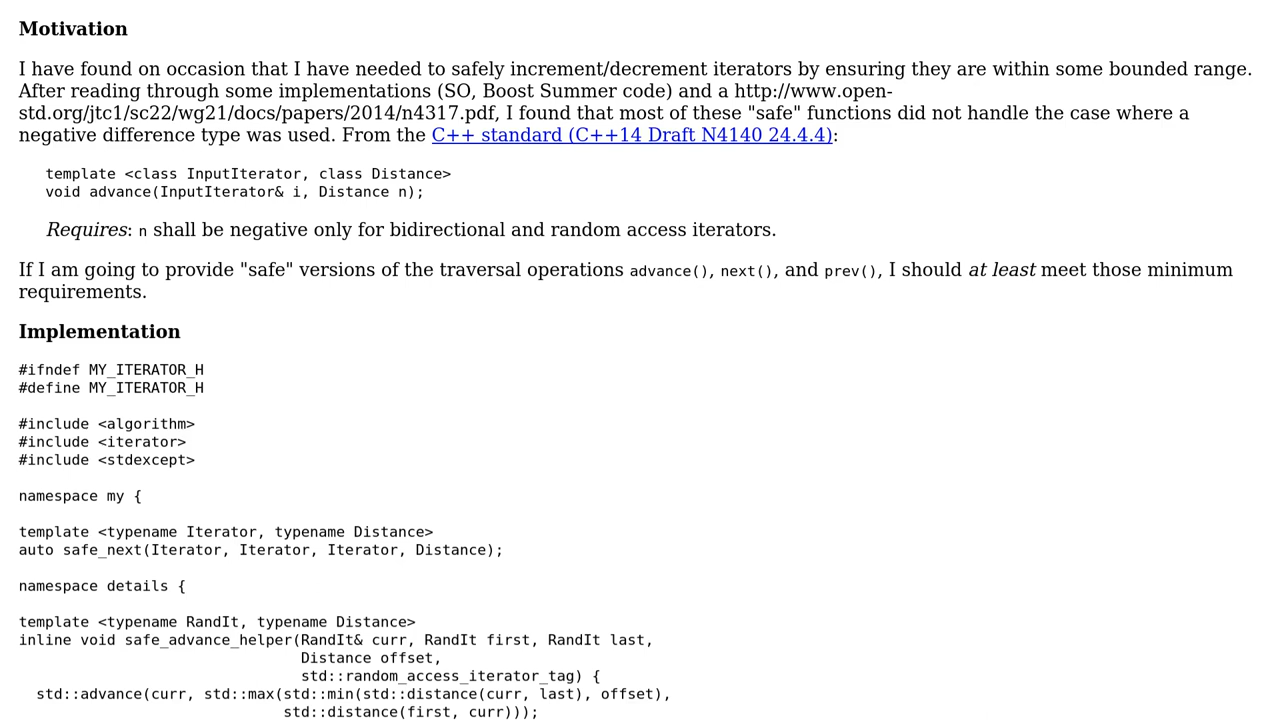 Motivation
I have found on occasion that I have needed to safely increment/decrement iterators by ensuring they are within some bounded range.
After reading through some implementations (SO, Boost Summer code) and a http://www.open-
std.org/jtc1/sc22/wg21/docs/papers/2014/n4317.pdf, I found that most of these "safe" functions did not handle the case where a
negative difference type was used. From the C++ standard (C++14 Draft N4140 24.4.4):
template <class InputIterator, class Distance>
void advance(InputIterator& i, Distance n);
Requires: n shall be negative only for bidirectional and random access iterators.
If I am going to provide "safe" versions of the traversal operations advance(), next(), and prev(), I should at least meet those minimum
requirements.
Implementation
#ifndef MY_ITERATOR_H
#define MY_ITERATOR_H
#include <algorithm>
#include <iterator>
#include <stdexcept>
namespace my {
template <typename Iterator, typename Distance>
auto safe_next(Iterator, Iterator, Iterator, Distance);
namespace details {
template <typename RandIt, typename Distance>
inline void safe_advance_helper(RandIt& curr, RandIt first, RandIt last,
                                Distance offset,
                                std::random_access_iterator_tag) {
  std::advance(curr, std::max(std::min(std::distance(curr, last), offset),
                              std::distance(first, curr)));